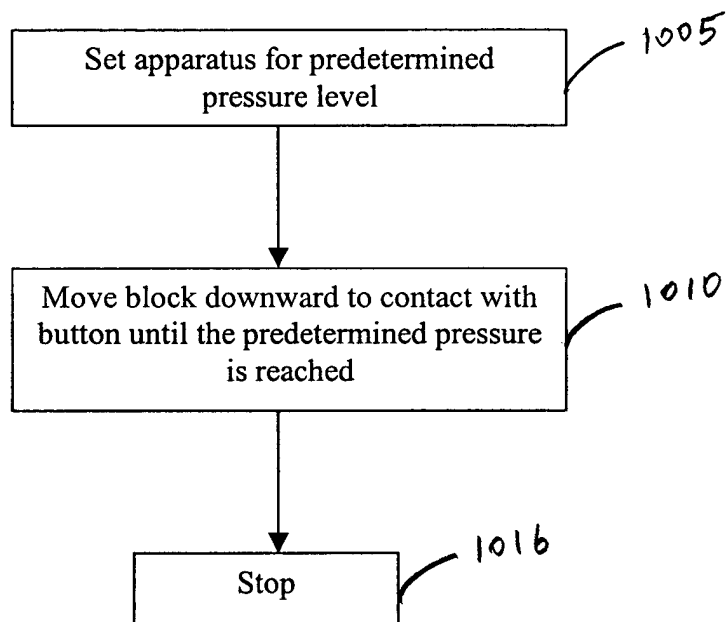 Set apparatus for predetermined
pressure level
1005
Move block downward to contact with
button until the predetermined pressure
is reached
1010
Stop
1016